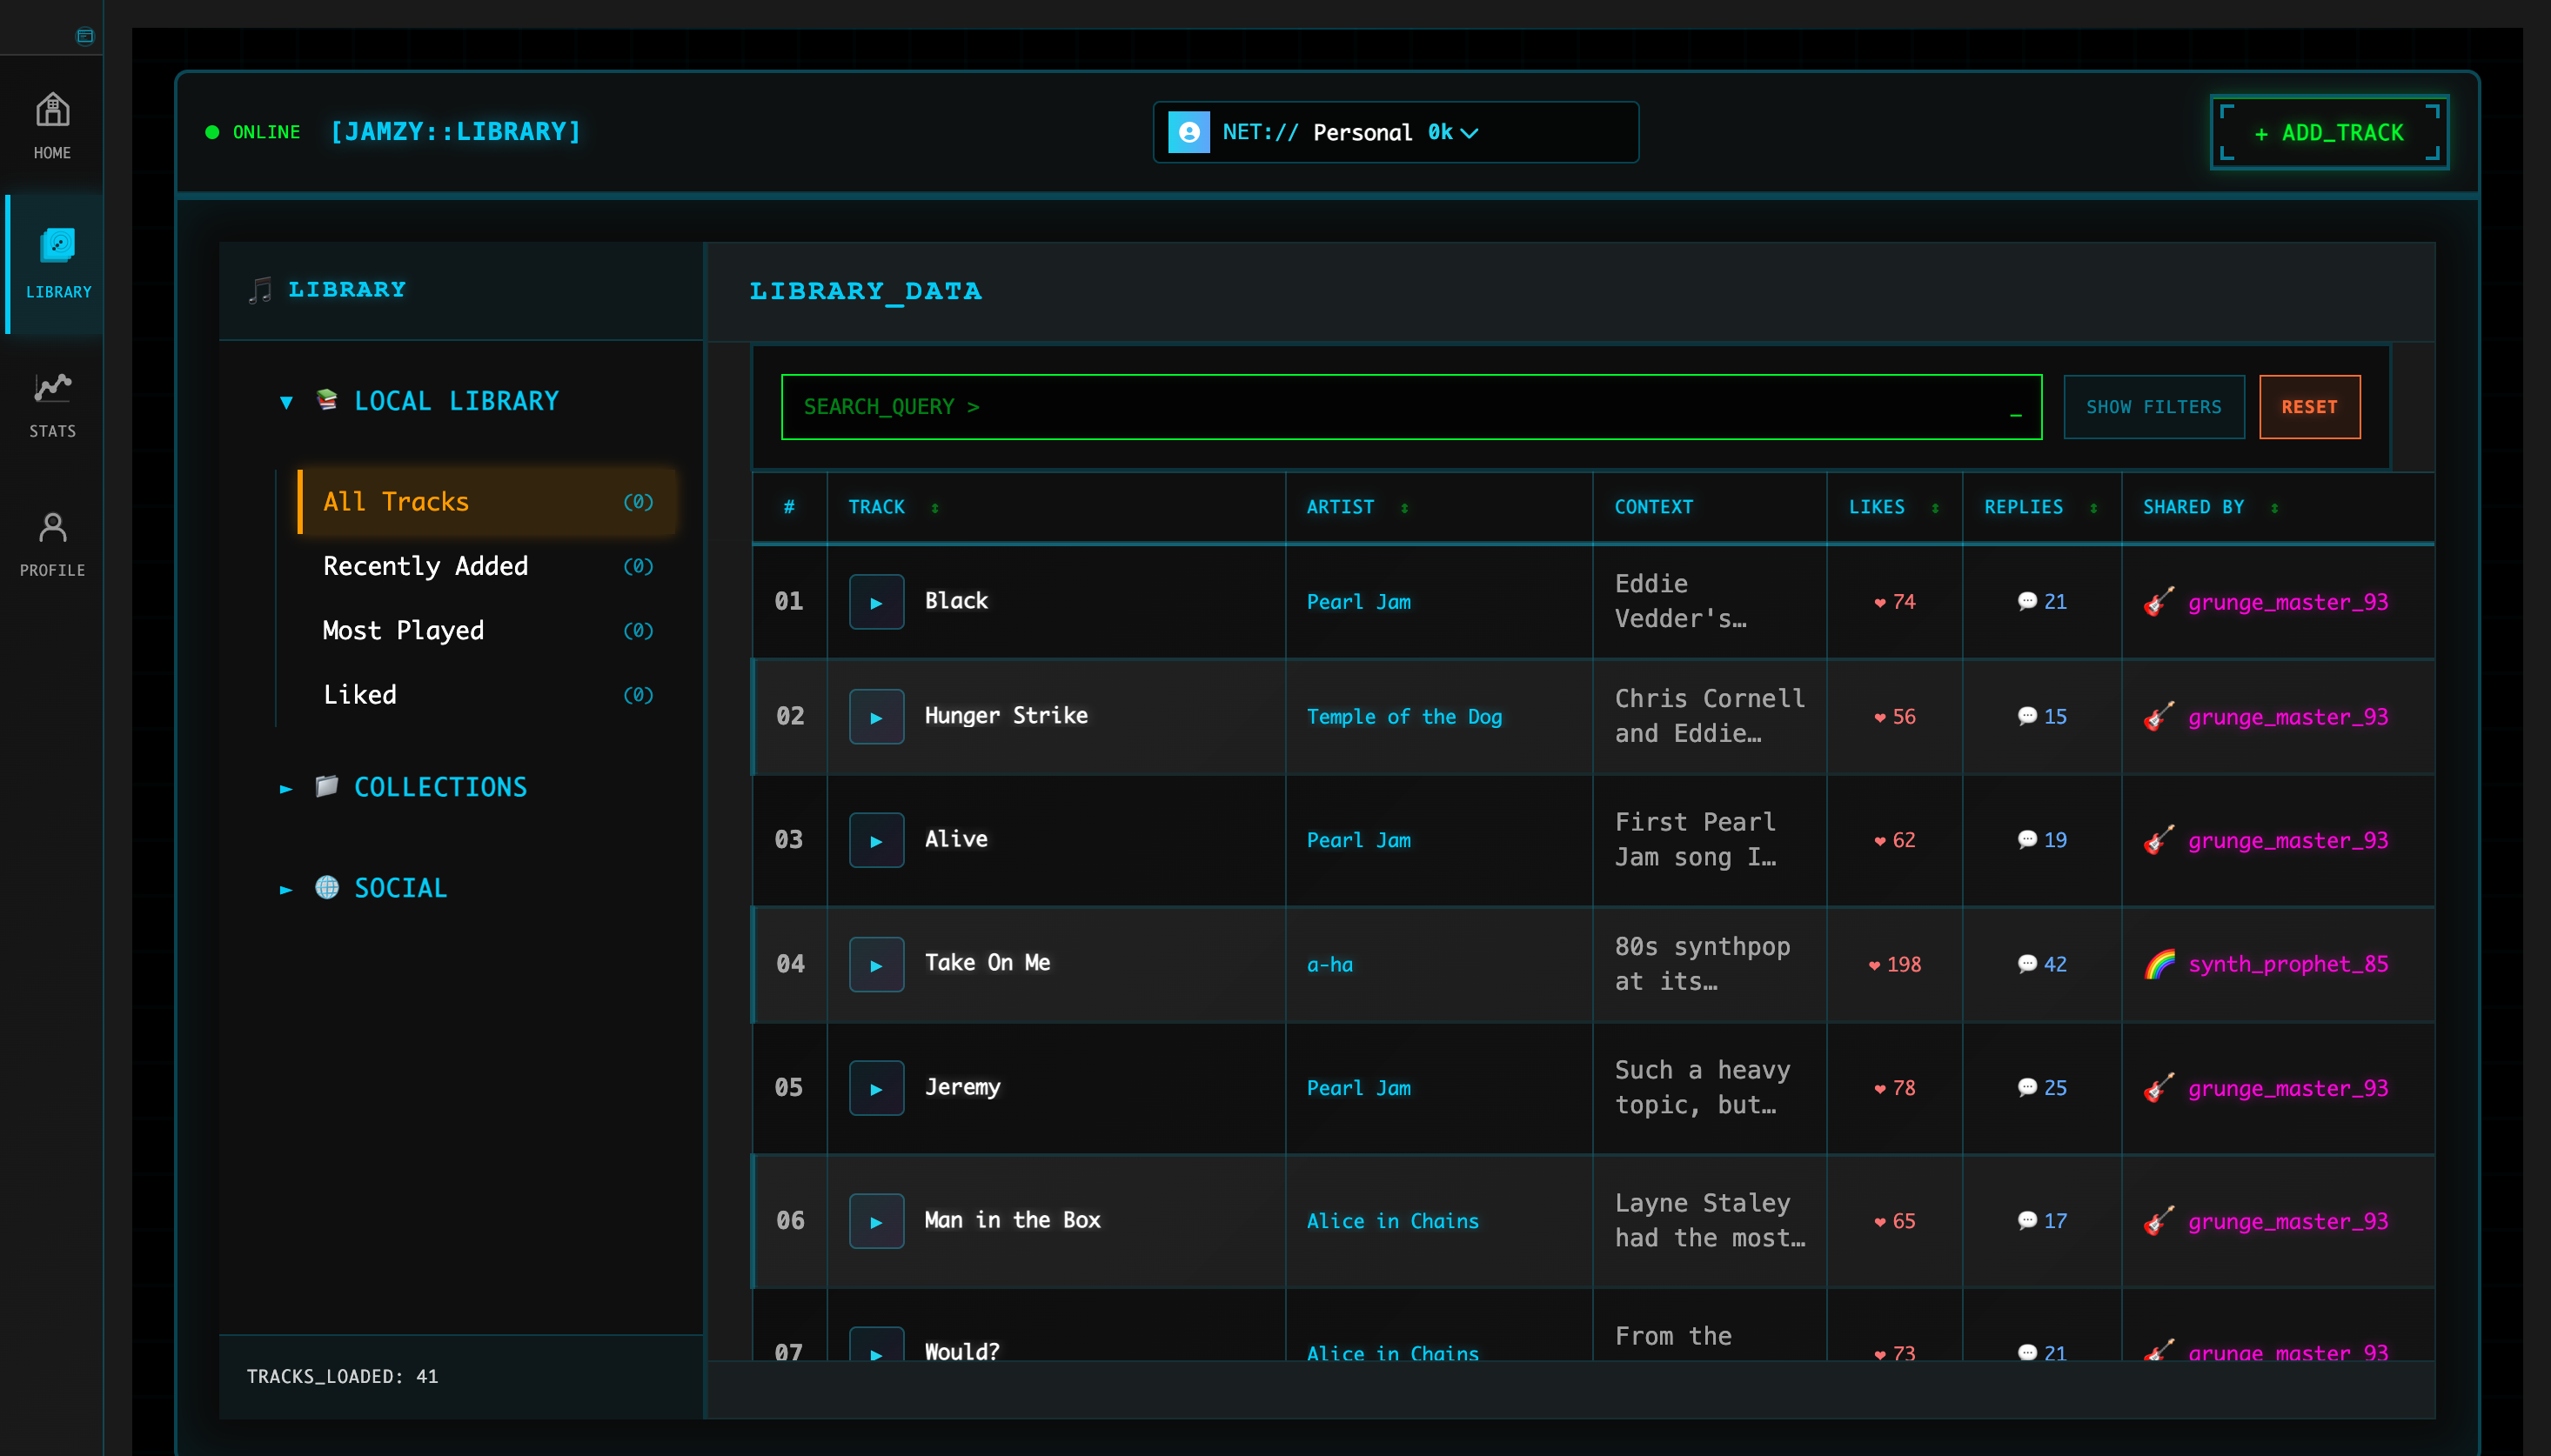 HOME
LIBRARY
STATS
PROFILE
ONLINE [JAMZY::LIBRARY]
NET:// Personal 0k
+ ADD_TRACK
LIBRARY
▼ LOCAL LIBRARY
All Tracks (0)
Recently Added (0)
Most Played (0)
Liked (0)
► COLLECTIONS
► SOCIAL
TRACKS_LOADED: 41
LIBRARY_DATA
SEARCH_QUERY > _
SHOW FILTERS
RESET
# TRACK ARTIST CONTEXT LIKES REPLIES SHARED BY
01 Black Pearl Jam Eddie Vedder's… 74 21 grunge_master_93
02 Hunger Strike Temple of the Dog Chris Cornell and Eddie… 56 15 grunge_master_93
03 Alive Pearl Jam First Pearl Jam song I… 62 19 grunge_master_93
04 Take On Me a-ha 80s synthpop at its… 198 42 synth_prophet_85
05 Jeremy Pearl Jam Such a heavy topic, but… 78 25 grunge_master_93
06 Man in the Box Alice in Chains Layne Staley had the most… 65 17 grunge_master_93
07 Would? Alice in Chains From the 73 21 grunge_master_93